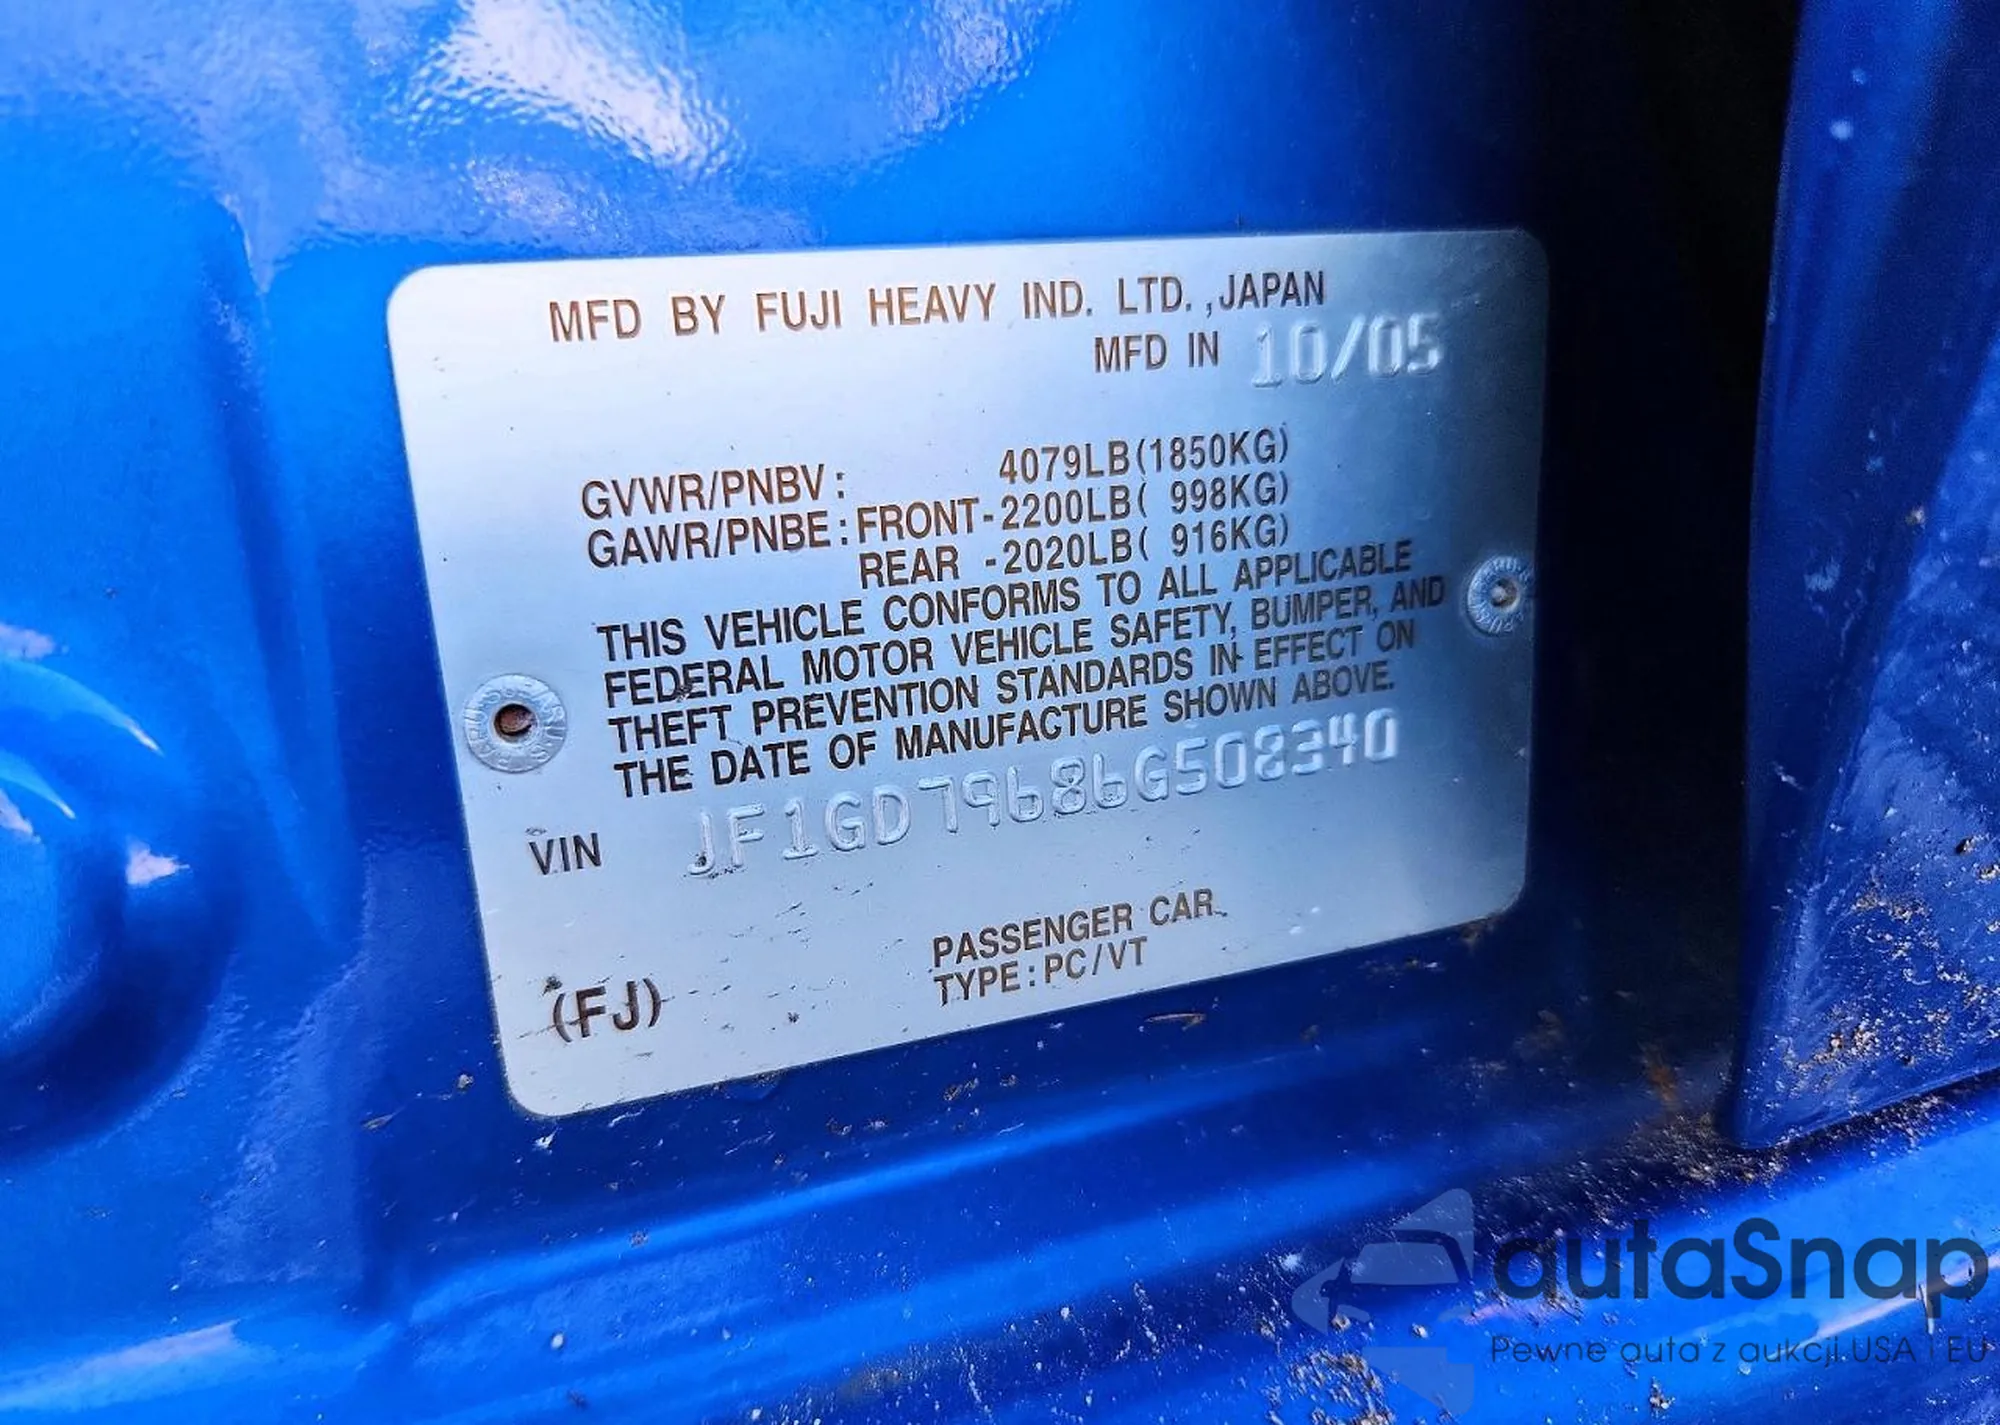 MFD BY FUJI HEAVY IND. LTD. ,JAPAN
MFD IN 10/05
GVWR/PNBV : 4079LB(1850KG)
GAWR/PNBE : FRONT-2200LB( 998KG)
REAR -2020LB( 916KG)
THIS VEHICLE CONFORMS TO ALL APPLICABLE
FEDERAL MOTOR VEHICLE SAFETY, BUMPER, AND
THEFT PREVENTION STANDARDS IN EFFECT ON
THE DATE OF MANUFACTURE SHOWN ABOVE.
VIN JF1GD79686G508340
PASSENGER CAR
(FJ) TYPE : PC/VT
autaSnap
Pewne auta z aukcji USA | EU